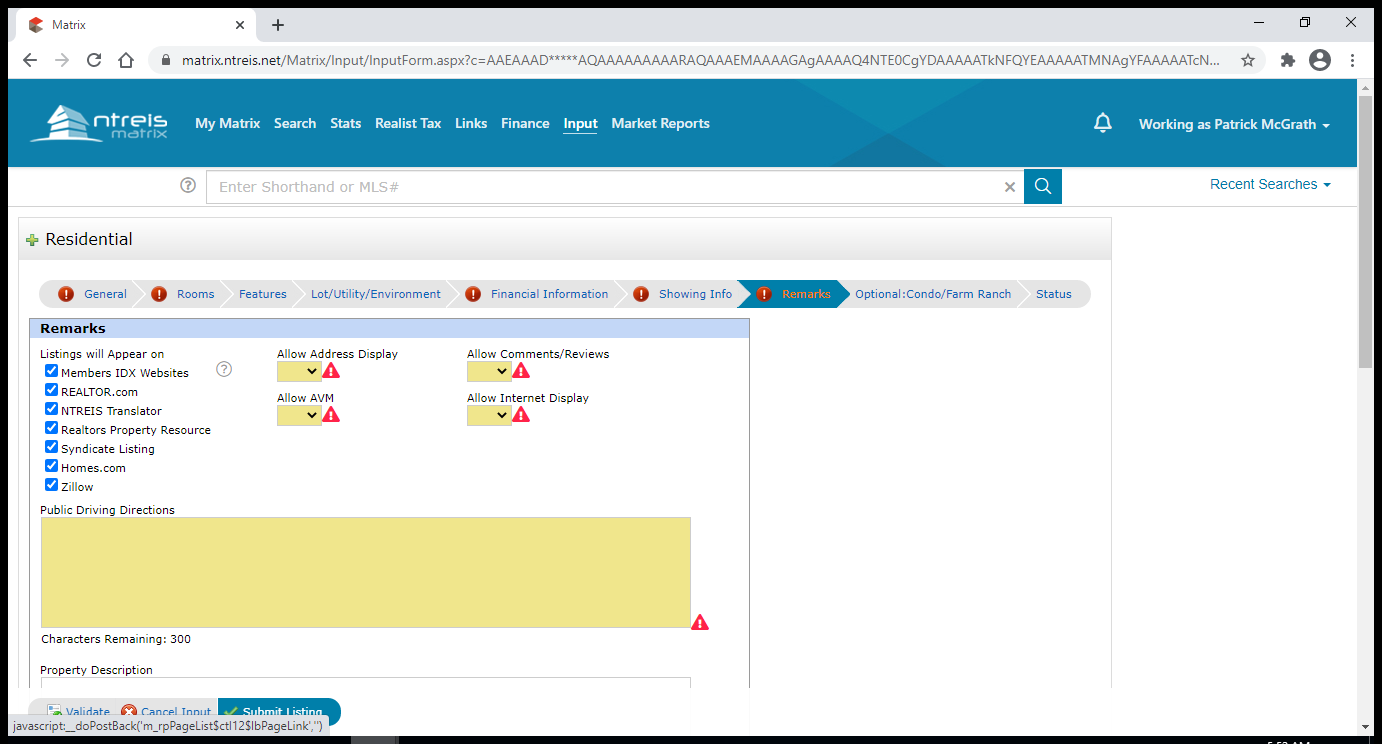 Matrix
matrix.ntreis.net/Matrix/Input/InputForm.aspx?c=AAEAAAD*****AQAAAAAAAAARAQAAAEMAAAAGAgAAAAQ4NTE0CgYDAAAAATkNFQYEAAAAATMNAgYFAAAAATcN...
ntreis matrix
My Matrix Search Stats Realist Tax Links Finance Input Market Reports
Working as Patrick McGrath
Enter Shorthand or MLS#
Recent Searches
Residential
General Rooms Features Lot/Utility/Environment Financial Information Showing Info Remarks Optional:Condo/Farm Ranch Status
Remarks
Listings will Appear on
Members IDX Websites
REALTOR.com
NTREIS Translator
Realtors Property Resource
Syndicate Listing
Homes.com
Zillow
Allow Address Display
Allow Comments/Reviews
Allow AVM
Allow Internet Display
Public Driving Directions
Characters Remaining: 300
Property Description
Validate Cancel Input Submit Listing
javascript:__doPostBack('m_rpPageList$ctl12$lbPageLink','')